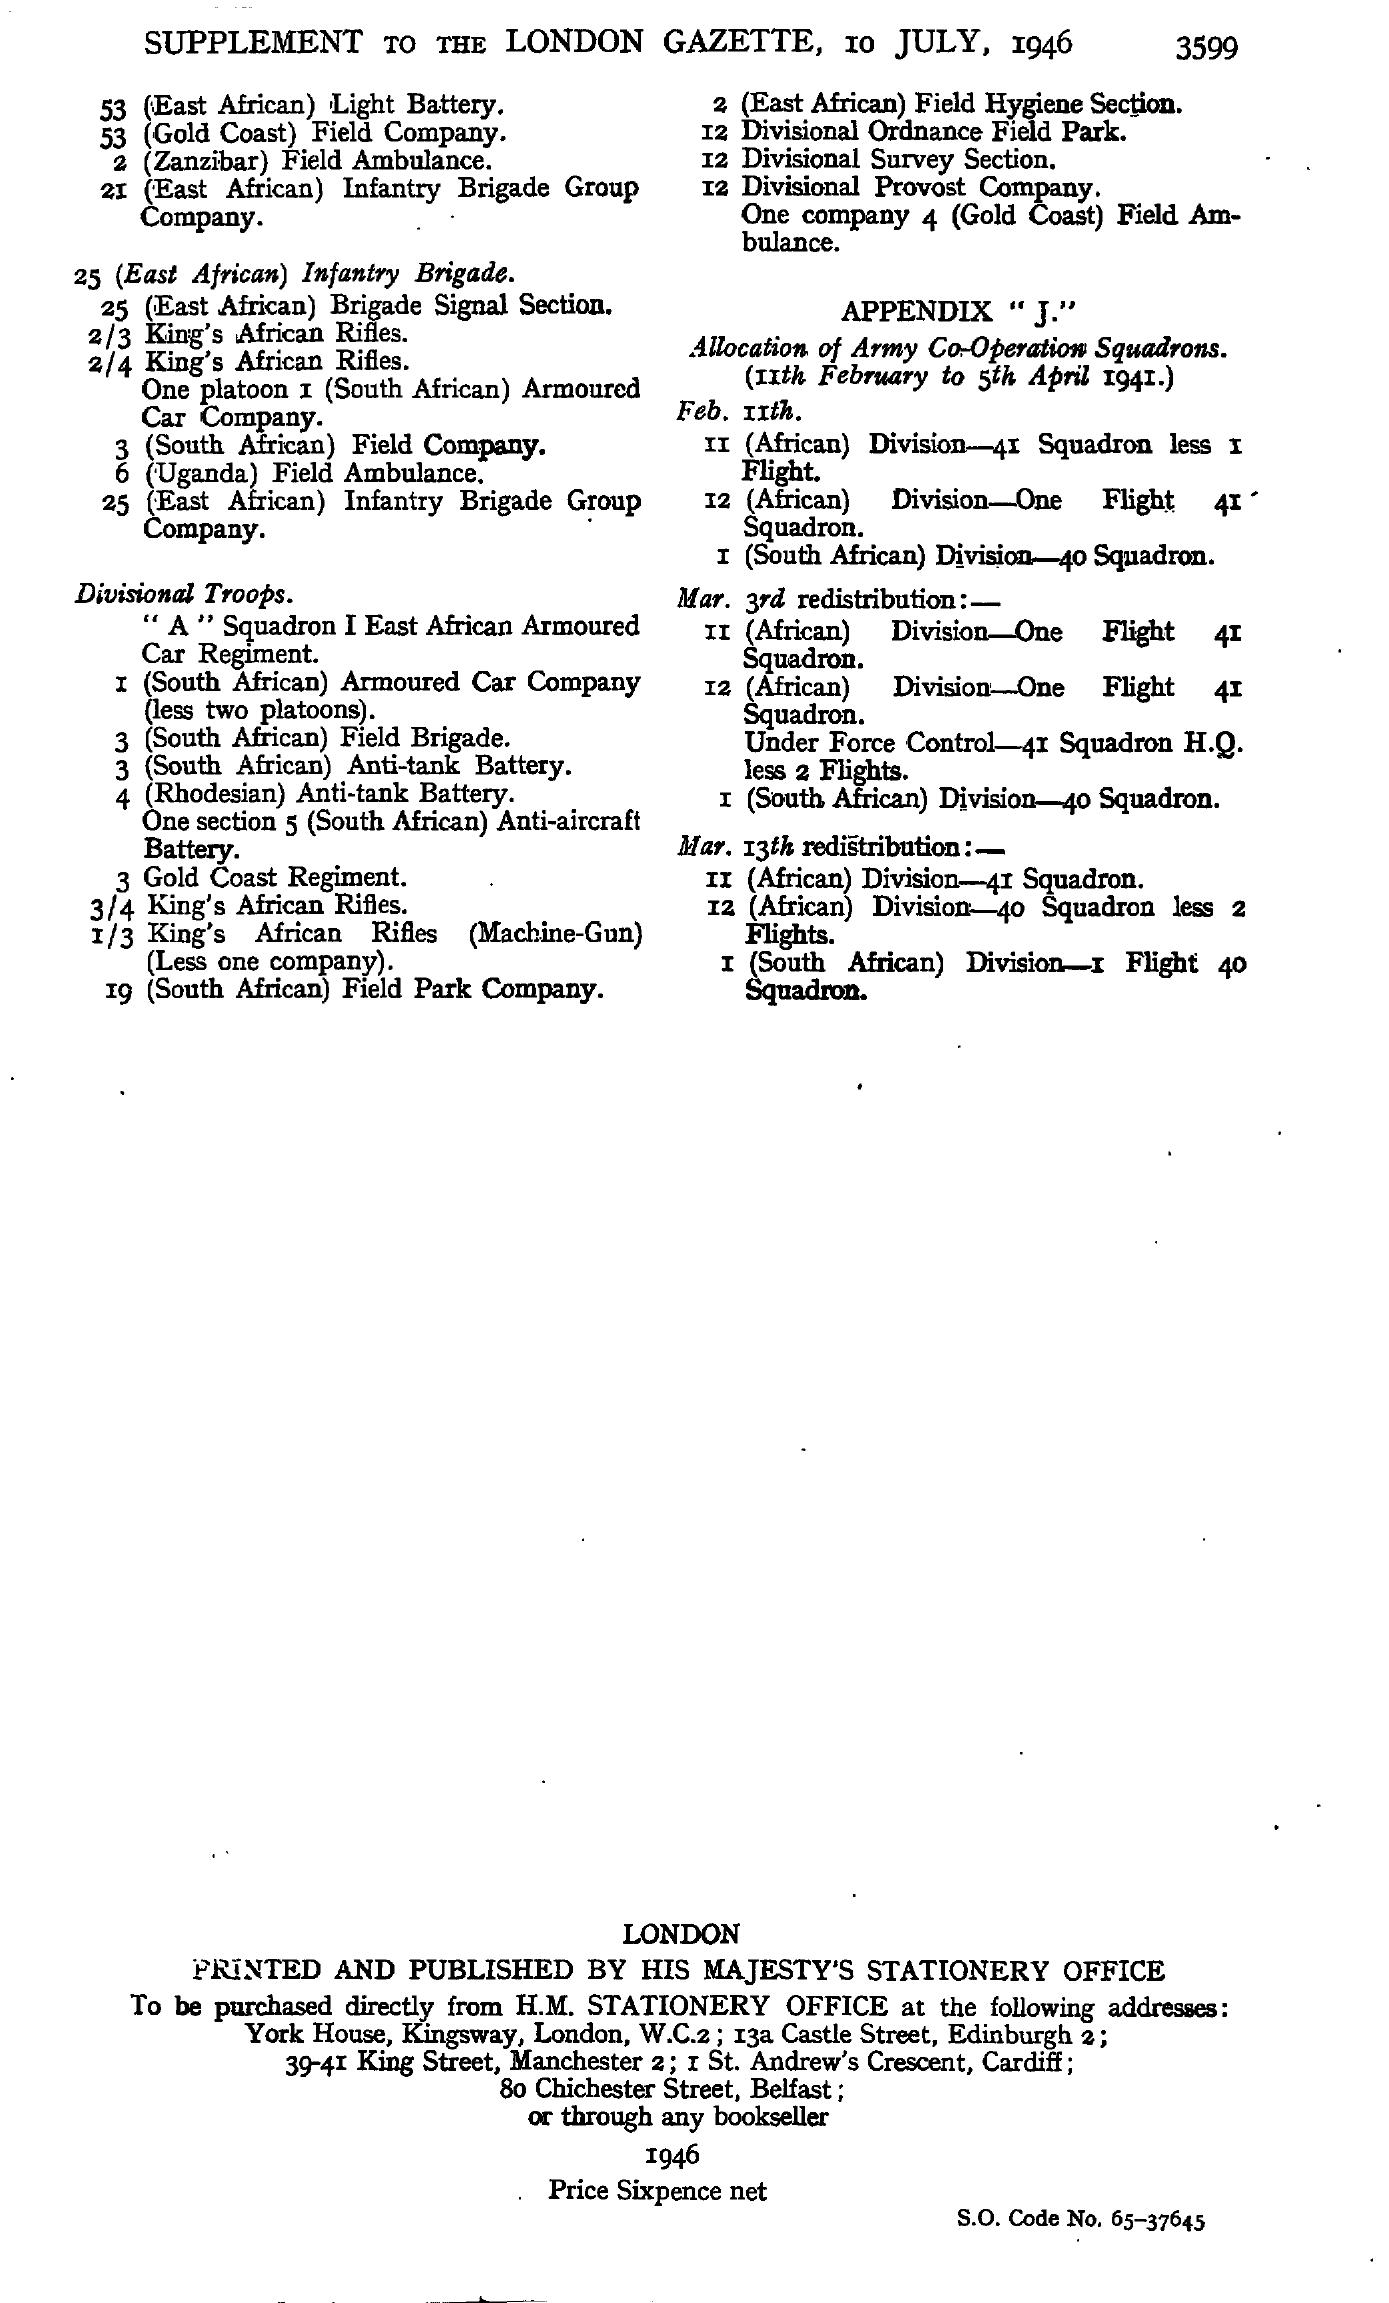 SUPPLEMENT TO THE LONDON GAZETTE, 10 JULY, 1946 3599
53 (East African) Light Battery.
53 (Gold Coast) Field Company.
2 (Zanzibar) Field Ambulance.
21 (East African) Infantry Brigade Group
Company.
25 (East African) Infantry Brigade.
25 (East African) Brigade Signal Section.
2/3 King's African Rifles.
2/4 King's African Rifles.
One platoon 1 (South African) Armoured
Car Company.
3 (South African) Field Company.
6 (Uganda) Field Ambulance.
25 (East African) Infantry Brigade Group
Company.
Divisional Troops.
" A " Squadron I East African Armoured
Car Regiment.
1 (South African) Armoured Car Company
(less two platoons).
3 (South African) Field Brigade.
3 (South African) Anti-tank Battery.
4 (Rhodesian) Anti-tank Battery.
One section 5 (South African) Anti-aircraft
Battery.
3 Gold Coast Regiment.
3/4 King's African Rifles.
1/3 King's African Rifles (Machine-Gun)
(Less one company).
19 (South African) Field Park Company.
2 (East African) Field Hygiene Section.
12 Divisional Ordnance Field Park.
12 Divisional Survey Section.
12 Divisional Provost Company.
One company 4 (Gold Coast) Field Am-
bulance.
APPENDIX " J."
Allocation of Army Co-Operation Squadrons.
(11th February to 5th April 1941.)
Feb. 11th.
11 (African) Division—41 Squadron less 1
Flight.
12 (African) Division—One Flight 41
Squadron.
1 (South African) Division—40 Squadron.
Mar. 3rd redistribution:—
11 (African) Division—One Flight 41
Squadron.
12 (African) Division—One Flight 41
Squadron.
Under Force Control—41 Squadron H.Q.
less 2 Flights.
1 (South African) Division—40 Squadron.
Mar. 13th redistribution:—
11 (African) Division—41 Squadron.
12 (African) Division—40 Squadron less 2
Flights.
1 (South African) Division—1 Flight 40
Squadron.
LONDON
PRINTED AND PUBLISHED BY HIS MAJESTY'S STATIONERY OFFICE
To be purchased directly from H.M. STATIONERY OFFICE at the following addresses:
York House, Kingsway, London, W.C.2; 13a Castle Street, Edinburgh 2;
39-41 King Street, Manchester 2; 1 St. Andrew's Crescent, Cardiff;
80 Chichester Street, Belfast;
or through any bookseller
1946
Price Sixpence net
S.O. Code No. 65-37645